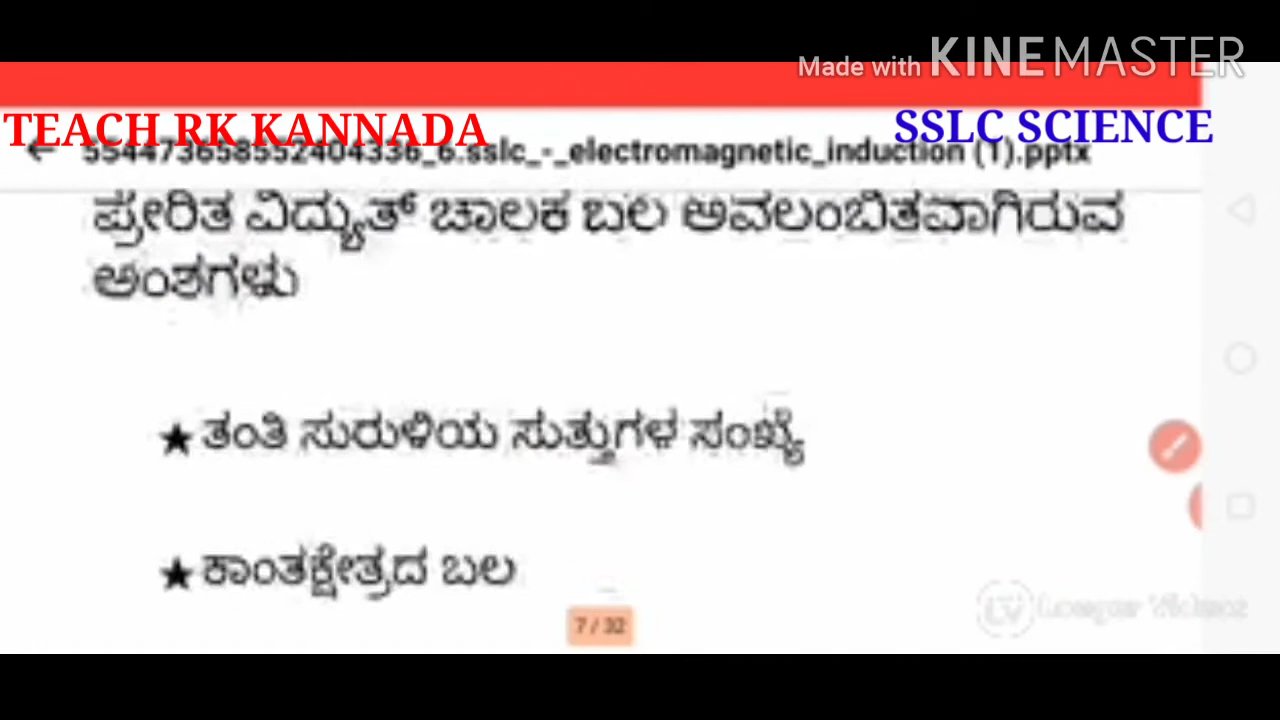 Made with KINEMASTER
TEACH RK KANNADA
SSLC SCIENCE
554473658552404336_6.sslc_-_electromagnetic_induction (1).pptx
ಪ್ರೇರಿತ ವಿದ್ಯುತ್ ಚಾಲಕ ಬಲ ಅವಲಂಬಿತವಾಗಿರುವ
ಅಂಶಗಳು
★ ತಂತಿ ಸುರುಳಿಯ ಸುತ್ತುಗಳ ಸಂಖ್ಯೆ
★ ಕಾಂತಕ್ಷೇತ್ರದ ಬಲ
7 / 32